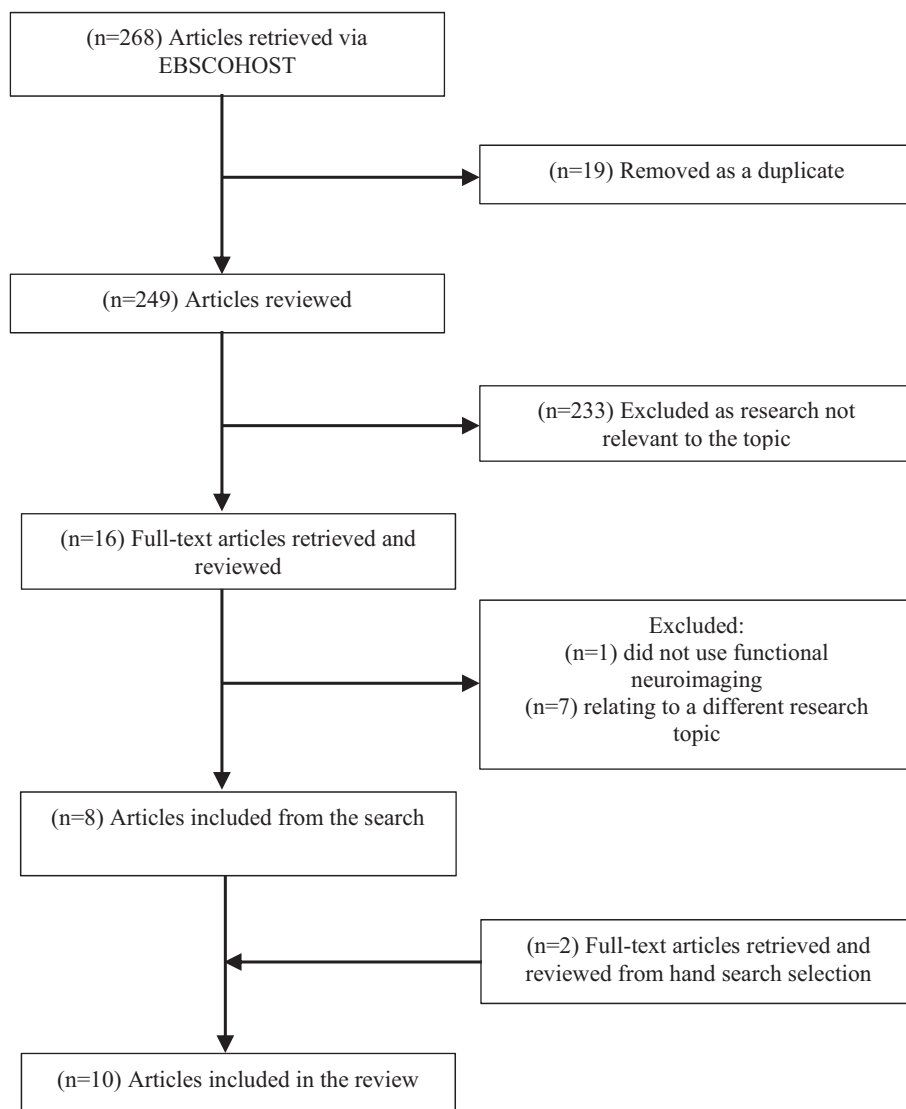 (n=268) Articles retrieved via
EBSCOHOST
(n=19) Removed as a duplicate
(n=249) Articles reviewed
(n=233) Excluded as research not
relevant to the topic
(n=16) Full-text articles retrieved and
reviewed
Excluded:
(n=1) did not use functional
neuroimaging
(n=7) relating to a different research
topic
(n=8) Articles included from the search
(n=2) Full-text articles retrieved and
reviewed from hand search selection
(n=10) Articles included in the review